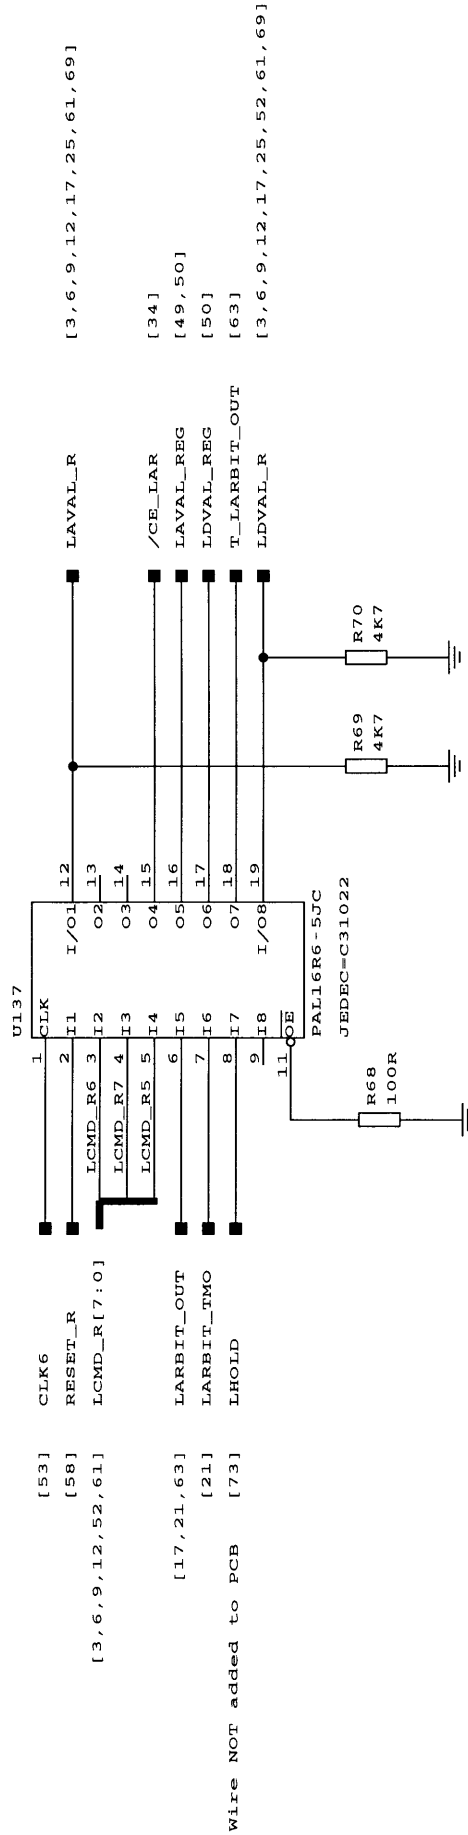 U137
[53] CLK6 1 CLK
[58] RESET_R 2 I1 I/O1 12 LAVAL_R [3,6,9,12,17,25,61,69]
[3,6,9,12,52,61] LCMD_R[7:0] LCMD_R6 3 I2 O2 13
LCMD_R7 4 I3 O3 14
LCMD_R5 5 I4 O4 15 /CE_LAR [34]
[17,21,63] LARBIT_OUT 6 I5 O5 16 LAVAL_REG [49,50]
[21] LARBIT_TMO 7 I6 O6 17 LDVAL_REG [50]
Wire NOT added to PCB [73] LHOLD 8 I7 O7 18 T_LARBIT_OUT [63]
9 I8 I/O8 19 LDVAL_R [3,6,9,12,17,25,52,61,69]
11 OE
PAL16R6-5JC
JEDEC=C31022
R68
100R
R69
4K7
R70
4K7